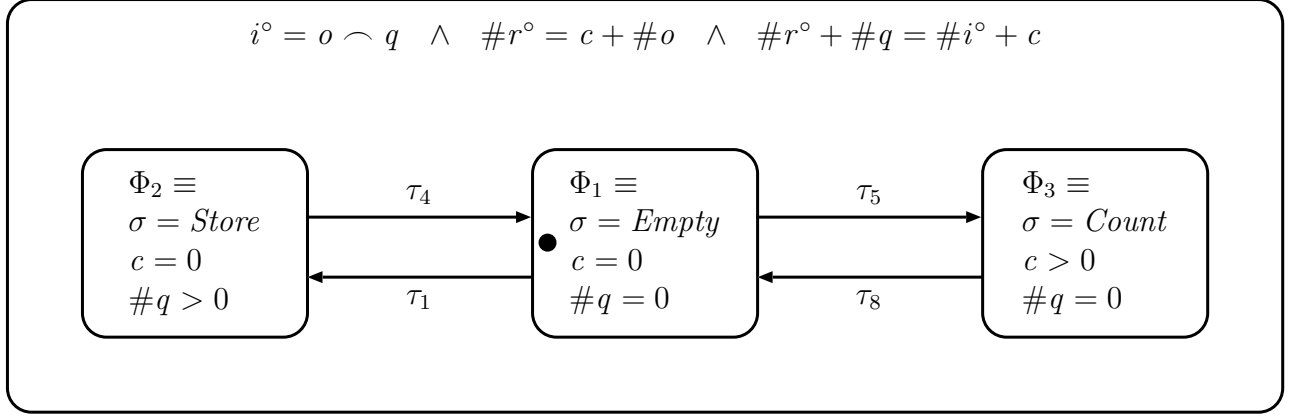 i° = o ⌢ q ∧ #r° = c + #o ∧ #r° + #q = #i° + c
Φ₂ ≡
σ = Store
c = 0
#q > 0
τ₄
τ₁
Φ₁ ≡
σ = Empty
c = 0
#q = 0
τ₅
τ₈
Φ₃ ≡
σ = Count
c > 0
#q = 0